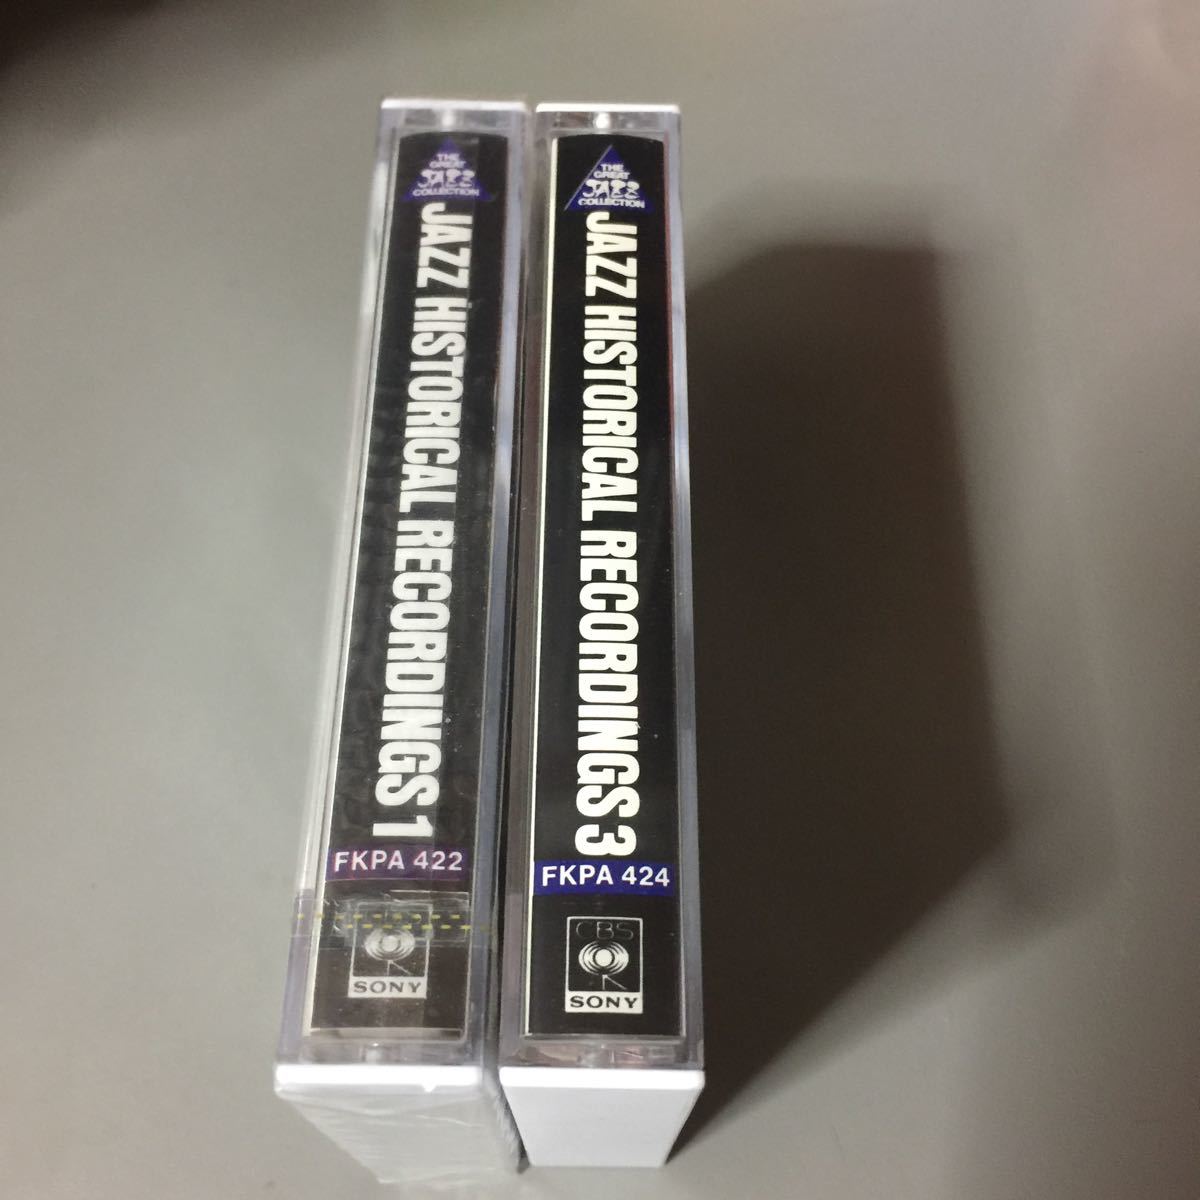 THE
GREAT
JAZZ
COLLECTION
JAZZ HISTORICAL RECORDINGS 1
FKPA 422
SONY
THE
GREAT
JAZZ
COLLECTION
JAZZ HISTORICAL RECORDINGS 3
FKPA 424
CBS
SONY